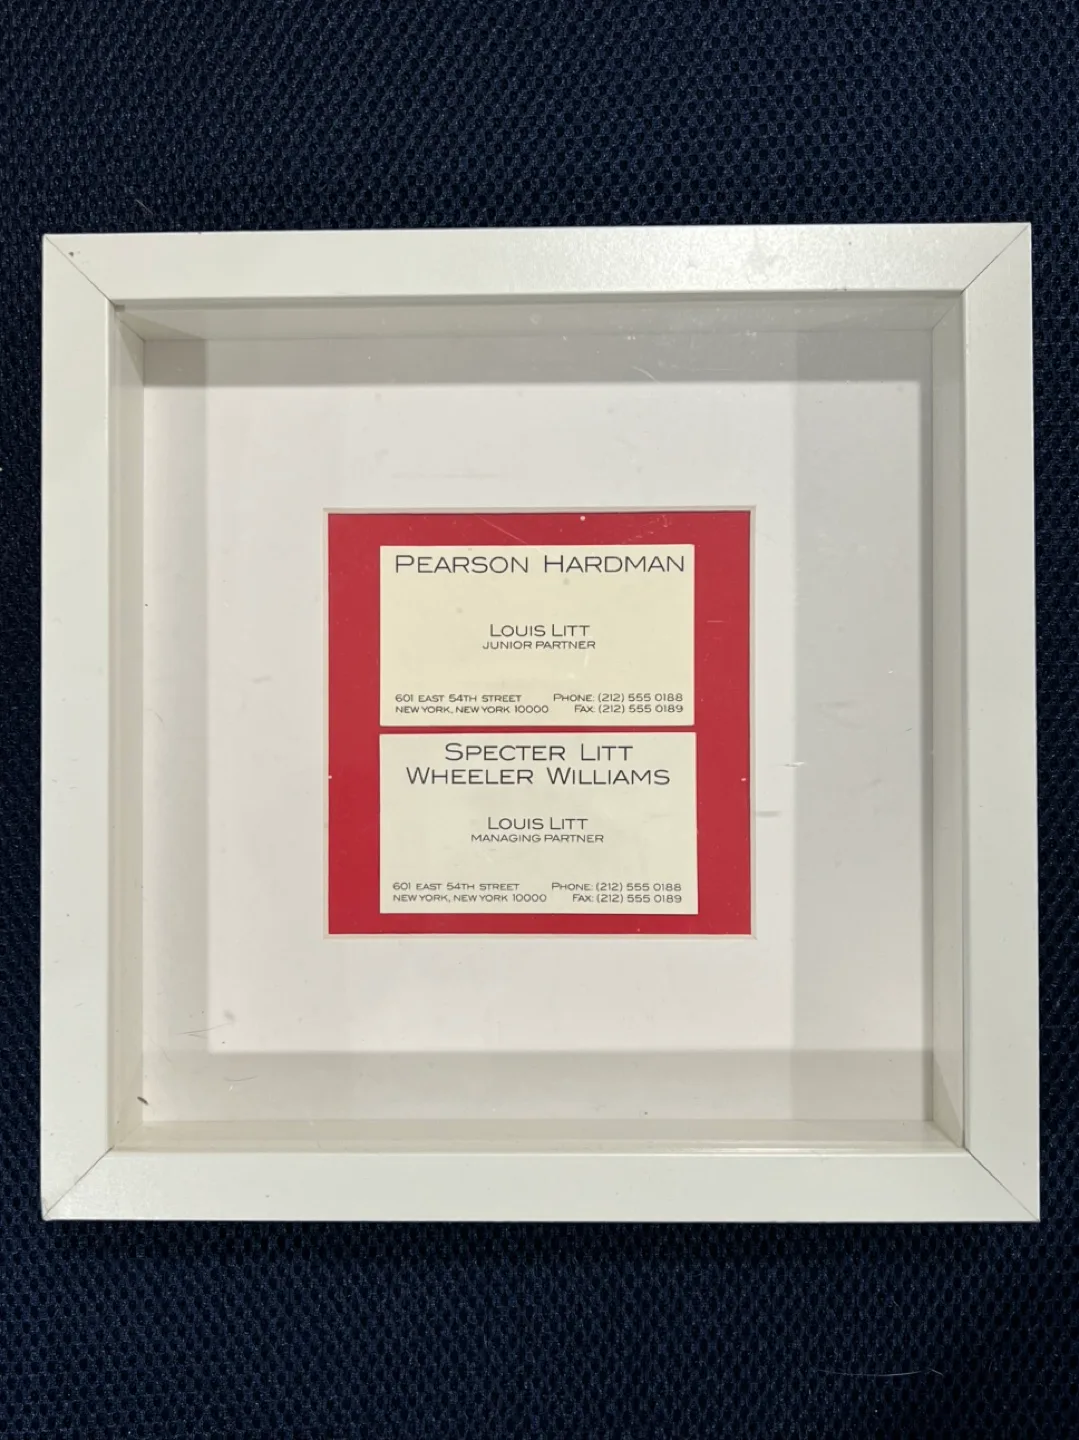 PEARSON HARDMAN
LOUIS LITT
JUNIOR PARTNER
601 EAST 54TH STREET PHONE: (212) 555 0188
NEW YORK, NEW YORK 10000 FAX: (212) 555 0189
SPECTER LITT
WHEELER WILLIAMS
LOUIS LITT
MANAGING PARTNER
601 EAST 54TH STREET PHONE: (212) 555 0188
NEW YORK, NEW YORK 10000 FAX: (212) 555 0189